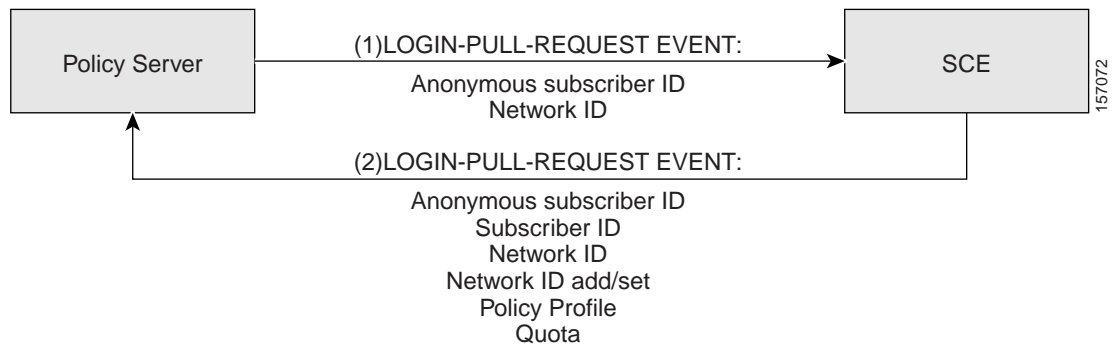 Policy Server
(1)LOGIN-PULL-REQUEST EVENT:
Anonymous subscriber ID
Network ID
SCE
157072
(2)LOGIN-PULL-REQUEST EVENT:
Anonymous subscriber ID
Subscriber ID
Network ID
Network ID add/set
Policy Profile
Quota